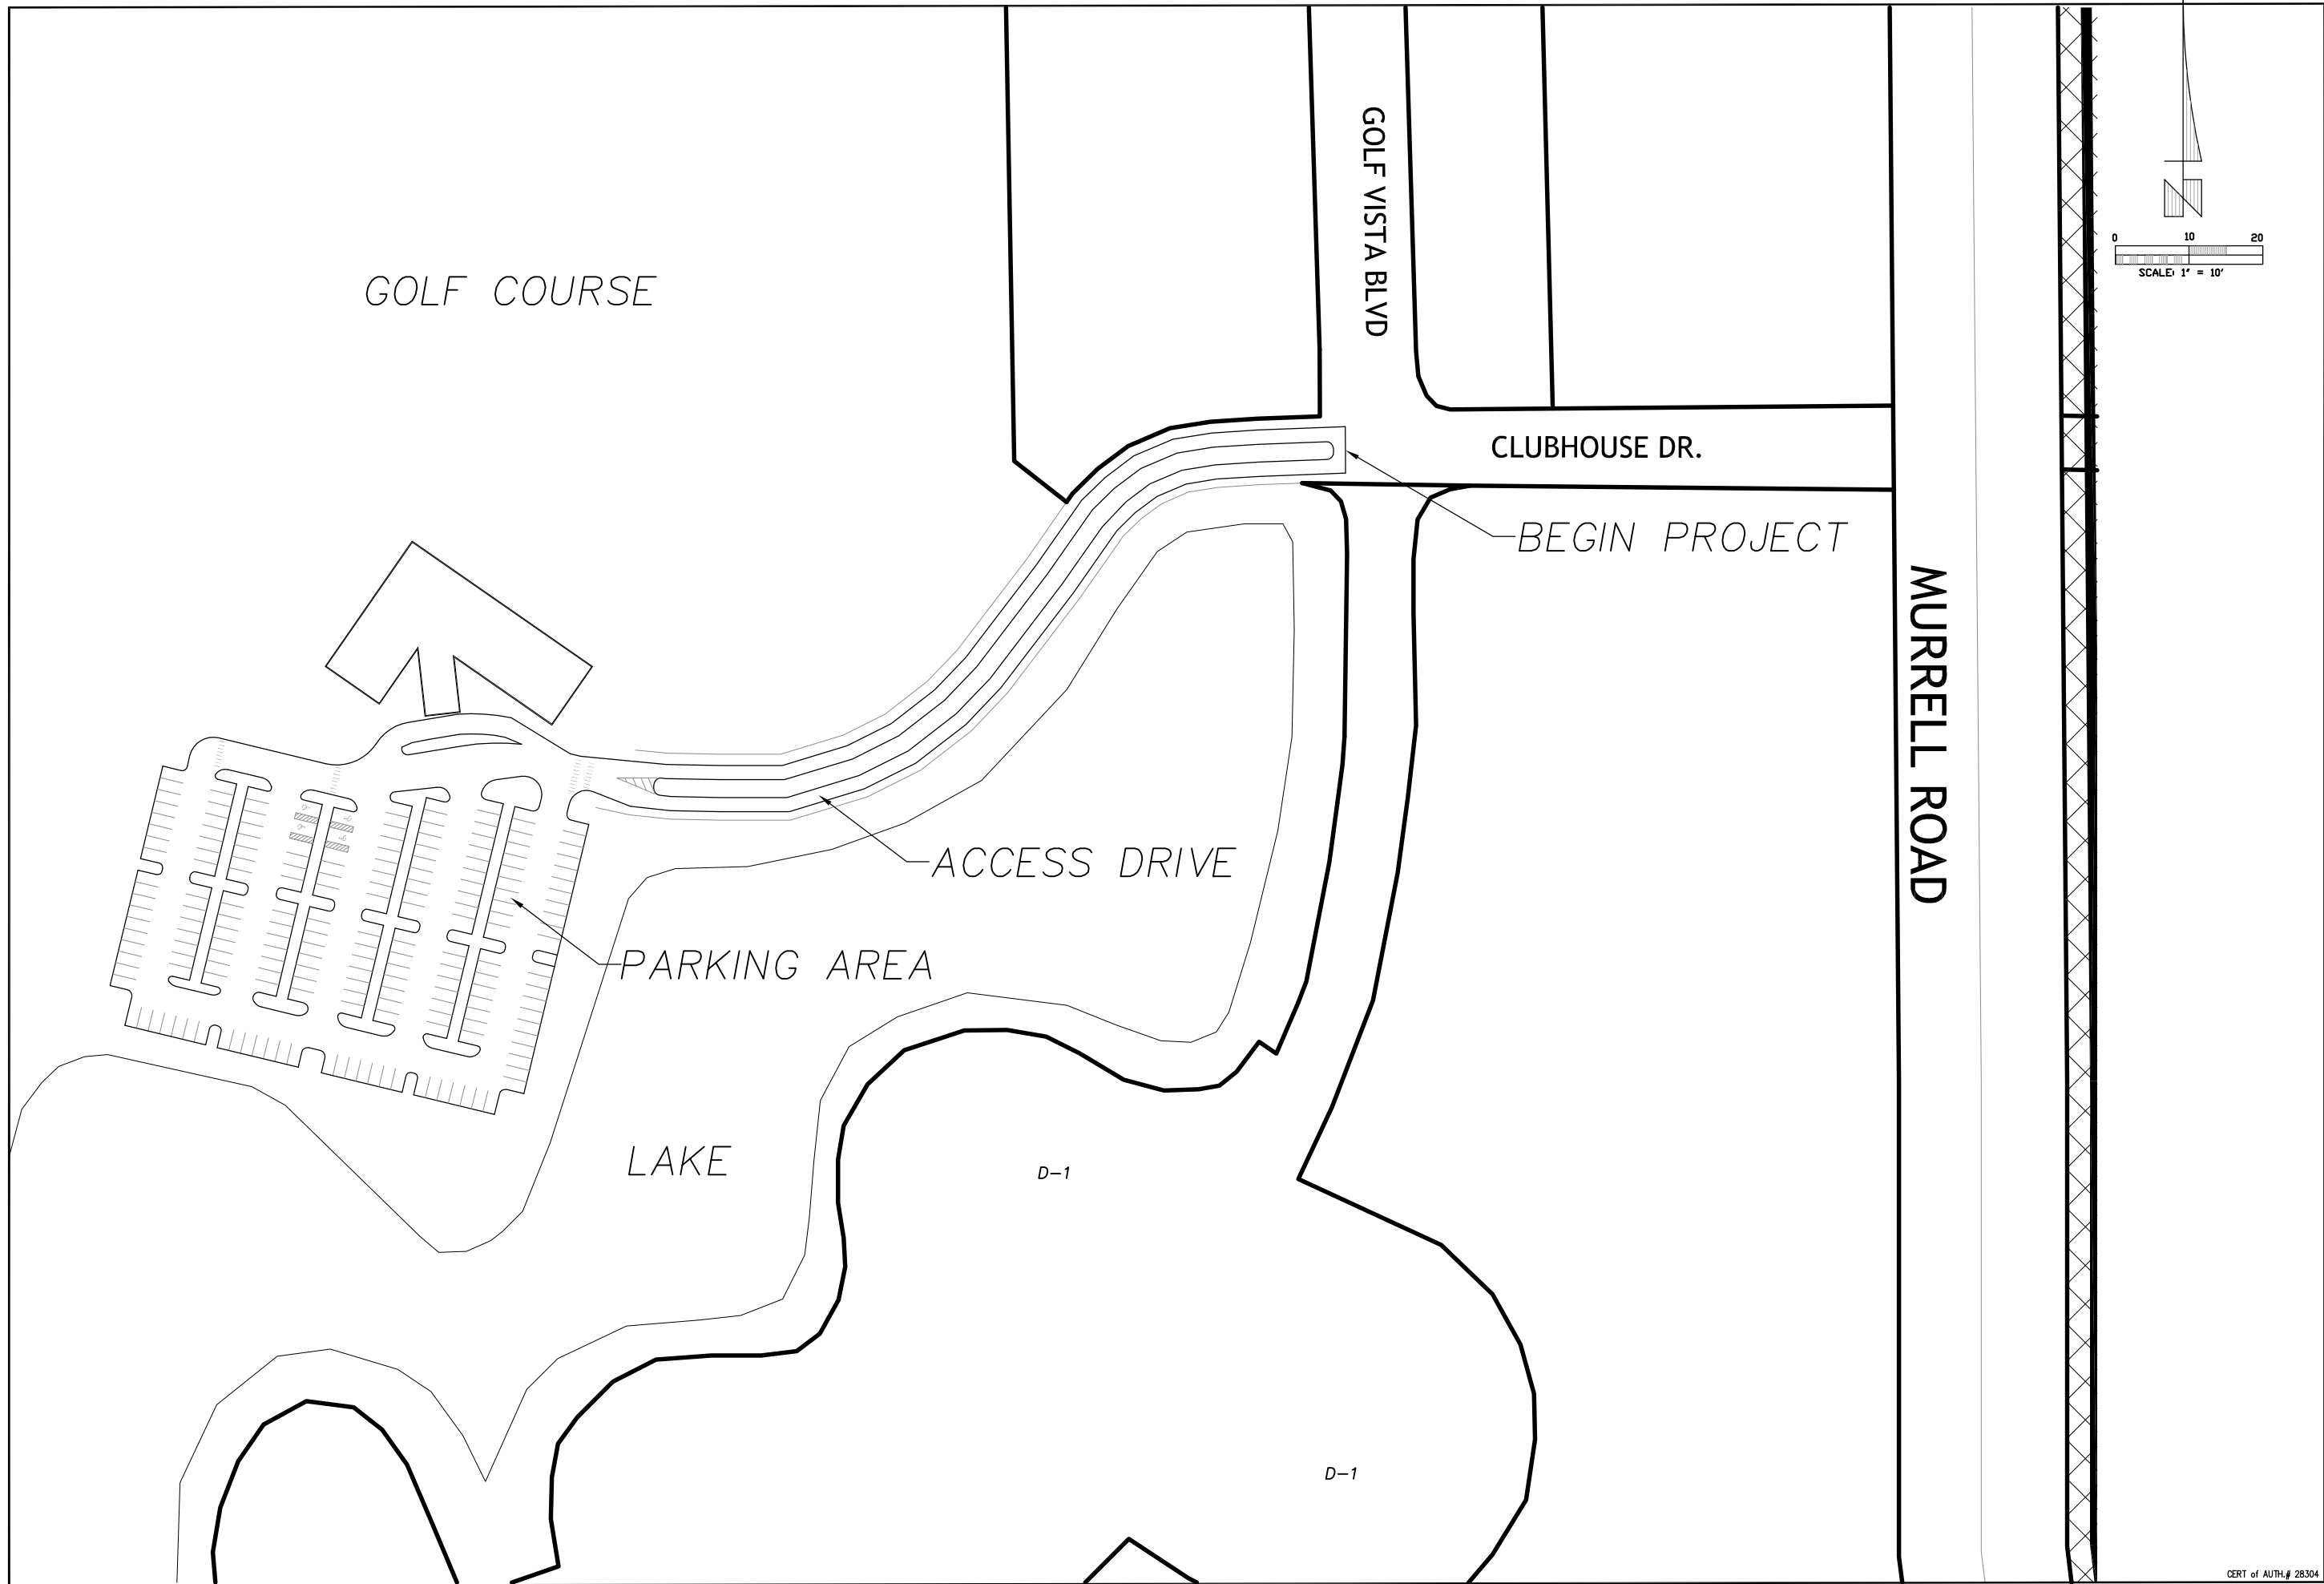 GOLF VISTA BLVD
0 10 20
SCALE: 1" = 10'
GOLF COURSE
CLUBHOUSE DR.
BEGIN PROJECT
MURRELL ROAD
ACCESS DRIVE
PARKING AREA
LAKE
D-1
D-1
CERT of AUTH.# 28304